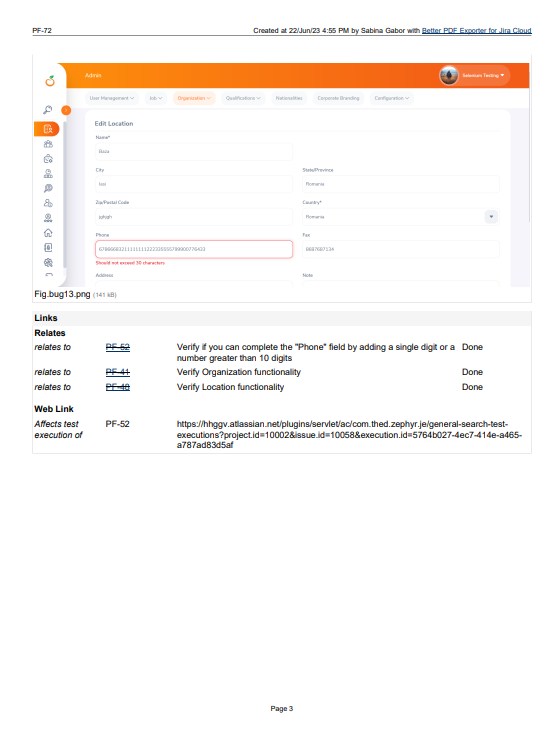 PF-72
Created at 22/Jun/23 4:55 PM by Sabina Gabor with Better PDF Exporter for Jira Cloud
Admin
Selenium Testing
User Management
Job
Organization
Qualifications
Nationalities
Corporate Branding
Configuration
Edit Location
Name*
City
State/Province
Iasi
Romania
Zip/Postal Code
Country*
Romania
Phone
Fax
8667687134
Should not exceed 30 characters
Address
Note
Fig.bug13.png (141 kB)
Links
Relates
relates to PF-52 Verify if you can complete the "Phone" field by adding a single digit or a Done
number greater than 10 digits
relates to PF-41 Verify Organization functionality Done
relates to PF-48 Verify Location functionality Done
Web Link
Affects test PF-52 https://hhggv.atlassian.net/plugins/servlet/ac/com.thed.zephyr.je/general-search-test-
execution of executions?project.id=10002&issue.id=10058&execution.id=5764b027-4ec7-414e-a465-
a787ad83d5af
Page 3